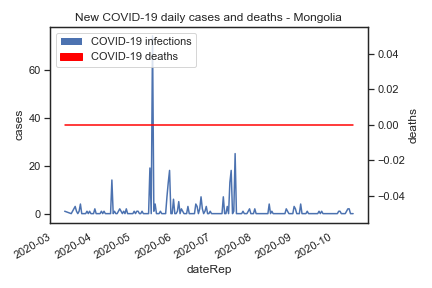 New COVID-19 daily cases and deaths - Mongolia
COVID-19 infections
COVID-19 deaths
cases
60
40
20
0
0.04
0.02
0.00
−0.02
−0.04
deaths
2020-03
2020-04
2020-05
2020-06
2020-07
2020-08
2020-09
2020-10
dateRep